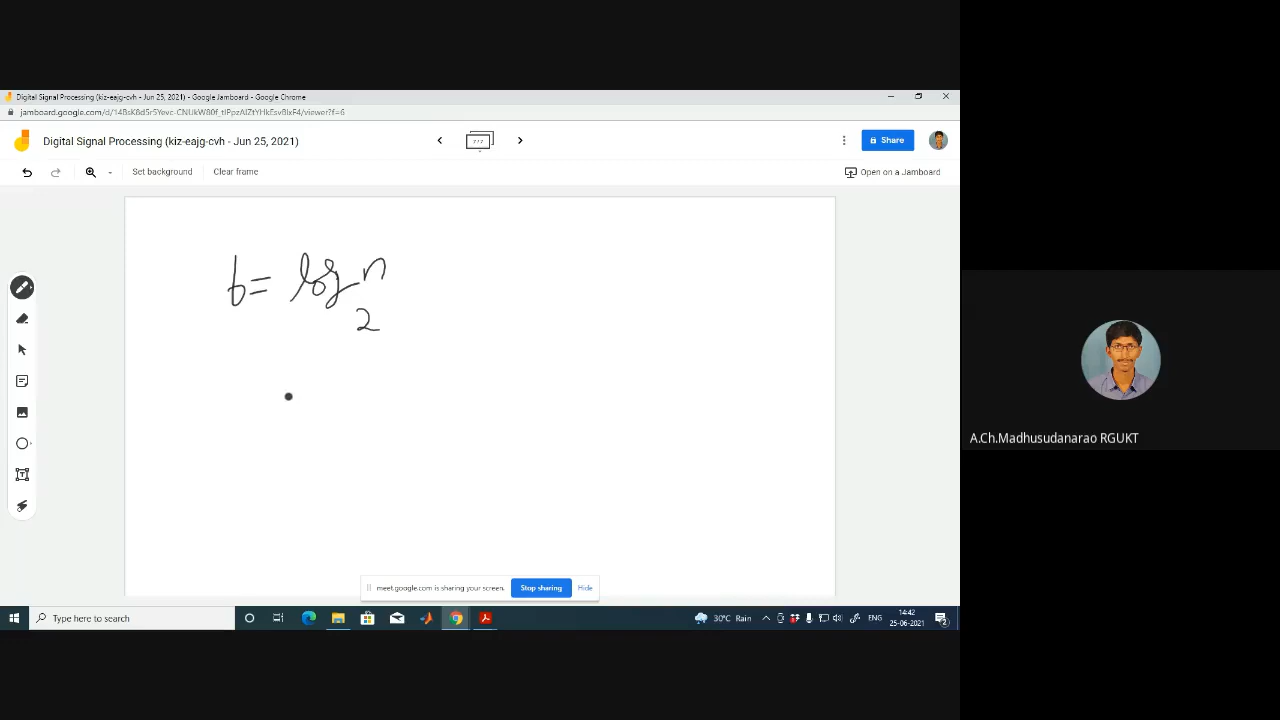 Digital Signal Processing (kiz-eajg-cvh - Jun 25, 2021) - Google Jamboard - Google Chrome
Digital Signal Processing (kiz-eajg-cvh - Jun 25, 2021)
Share
Set background
Clear frame
Open on a Jamboard
b = log₂ n
A.Ch.Madhusudanarao RGUKT
meet.google.com is sharing your screen.
Stop sharing
Hide
Type here to search
30°C Rain
ENG
14:42
25-06-2021
2